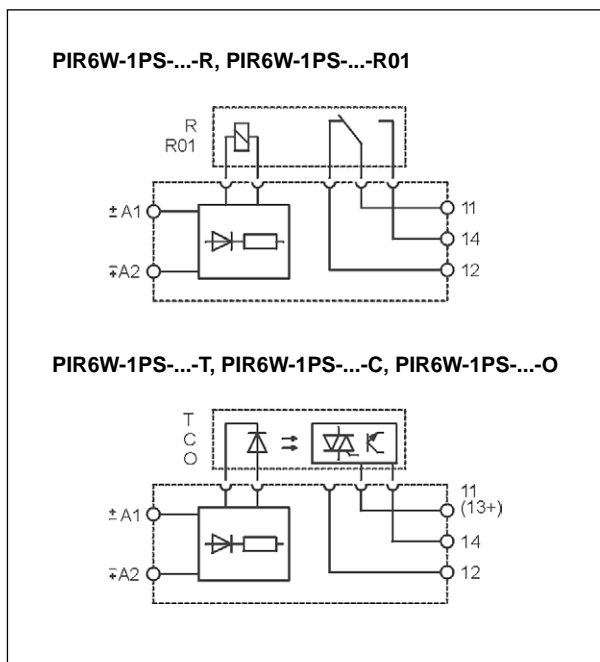 PIR6W-1PS-...-R, PIR6W-1PS-...-R01
R
R01
± A1
11
14
∓A2
12
PIR6W-1PS-...-T, PIR6W-1PS-...-C, PIR6W-1PS-...-O
T
C
O
11
± A1
(13+)
14
∓A2
12